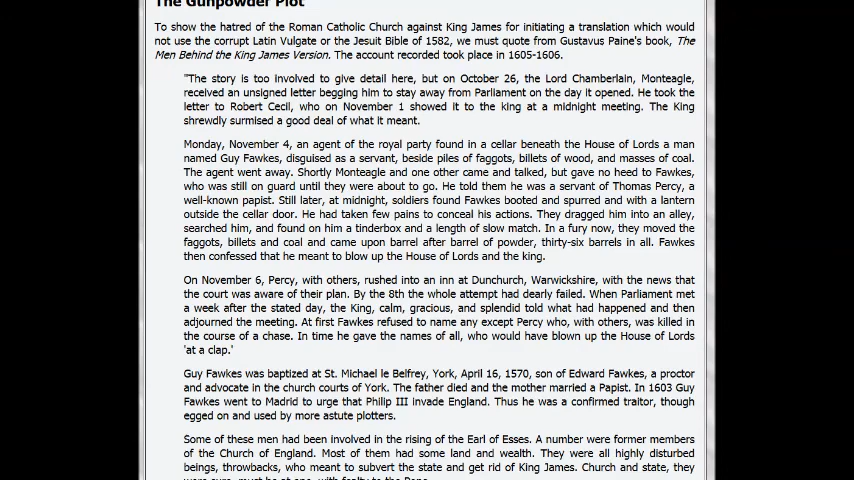 The Gunpowder Plot
To show the hatred of the Roman Catholic Church against King James for initiating a translation which would
not use the corrupt Latin Vulgate or the Jesuit Bible of 1582, we must quote from Gustavus Paine's book, The
Men Behind the King James Version. The account recorded took place in 1605-1606.
"The story is too involved to give detail here, but on October 26, the Lord Chamberlain, Monteagle,
received an unsigned letter begging him to stay away from Parliament on the day it opened. He took the
letter to Robert Cecil, who on November 1 showed it to the king at a midnight meeting. The King
shrewdly surmised a good deal of what it meant.
Monday, November 4, an agent of the royal party found in a cellar beneath the House of Lords a man
named Guy Fawkes, disguised as a servant, beside piles of faggots, billets of wood, and masses of coal.
The agent went away. Shortly Monteagle and one other came and talked, but gave no heed to Fawkes,
who was still on guard until they were about to go. He told them he was a servant of Thomas Percy, a
well-known papist. Still later, at midnight, soldiers found Fawkes booted and spurred and with a lantern
outside the cellar door. He had taken few pains to conceal his actions. They dragged him into an alley,
searched him, and found on him a tinderbox and a length of slow match. In a fury now, they moved the
faggots, billets and coal and came upon barrel after barrel of powder, thirty-six barrels in all. Fawkes
then confessed that he meant to blow up the House of Lords and the king.
On November 6, Percy, with others, rushed into an inn at Dunchurch, Warwickshire, with the news that
the court was aware of their plan. By the 8th the whole attempt had dearly failed. When Parliament met
a week after the stated day, the King, calm, gracious, and splendid told what had happened and then
adjourned the meeting. At first Fawkes refused to name any except Percy who, with others, was killed in
the course of a chase. In time he gave the names of all, who would have blown up the House of Lords
'at a clap.'
Guy Fawkes was baptized at St. Michael le Belfrey, York, April 16, 1570, son of Edward Fawkes, a proctor
and advocate in the church courts of York. The father died and the mother married a Papist. In 1603 Guy
Fawkes went to Madrid to urge that Philip III invade England. Thus he was a confirmed traitor, though
egged on and used by more astute plotters.
Some of these men had been involved in the rising of the Earl of Esses. A number were former members
of the Church of England. Most of them had some land and wealth. They were all highly disturbed
beings, throwbacks, who meant to subvert the state and get rid of King James. Church and state, they
were sure, must be at one, with fealty to the Pope.